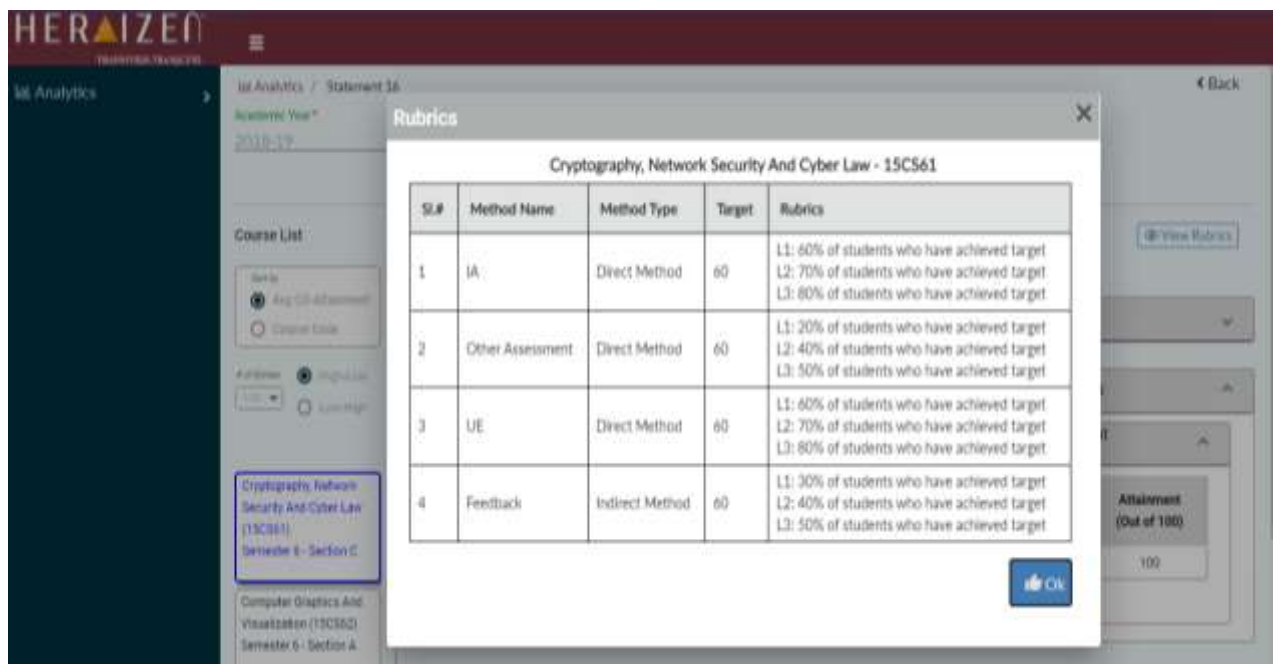 HERAIZEN
Analytics
Analytics / Statement 16
Back
Academic Year*
2018-19
Rubrics
Cryptography, Network Security And Cyber Law - 15CS61
Sl.# Method Name Method Type Target Rubrics
1 IA Direct Method 60
L1: 60% of students who have achieved target
L2: 70% of students who have achieved target
L3: 80% of students who have achieved target
2 Other Assessment Direct Method 60
L1: 20% of students who have achieved target
L2: 40% of students who have achieved target
L3: 50% of students who have achieved target
3 UE Direct Method 60
L1: 60% of students who have achieved target
L2: 70% of students who have achieved target
L3: 80% of students who have achieved target
4 Feedback Indirect Method 60
L1: 30% of students who have achieved target
L2: 40% of students who have achieved target
L3: 50% of students who have achieved target
Ok
Course List
View Rubrics
Sort by
Avg CO Attainment
Course Code
Cryptography, Network
Security And Cyber Law
(15CS61)
Semester 6 - Section C
Computer Graphics And
Visualization (15CS62)
Semester 6 - Section A
Attainment
(Out of 100)
100